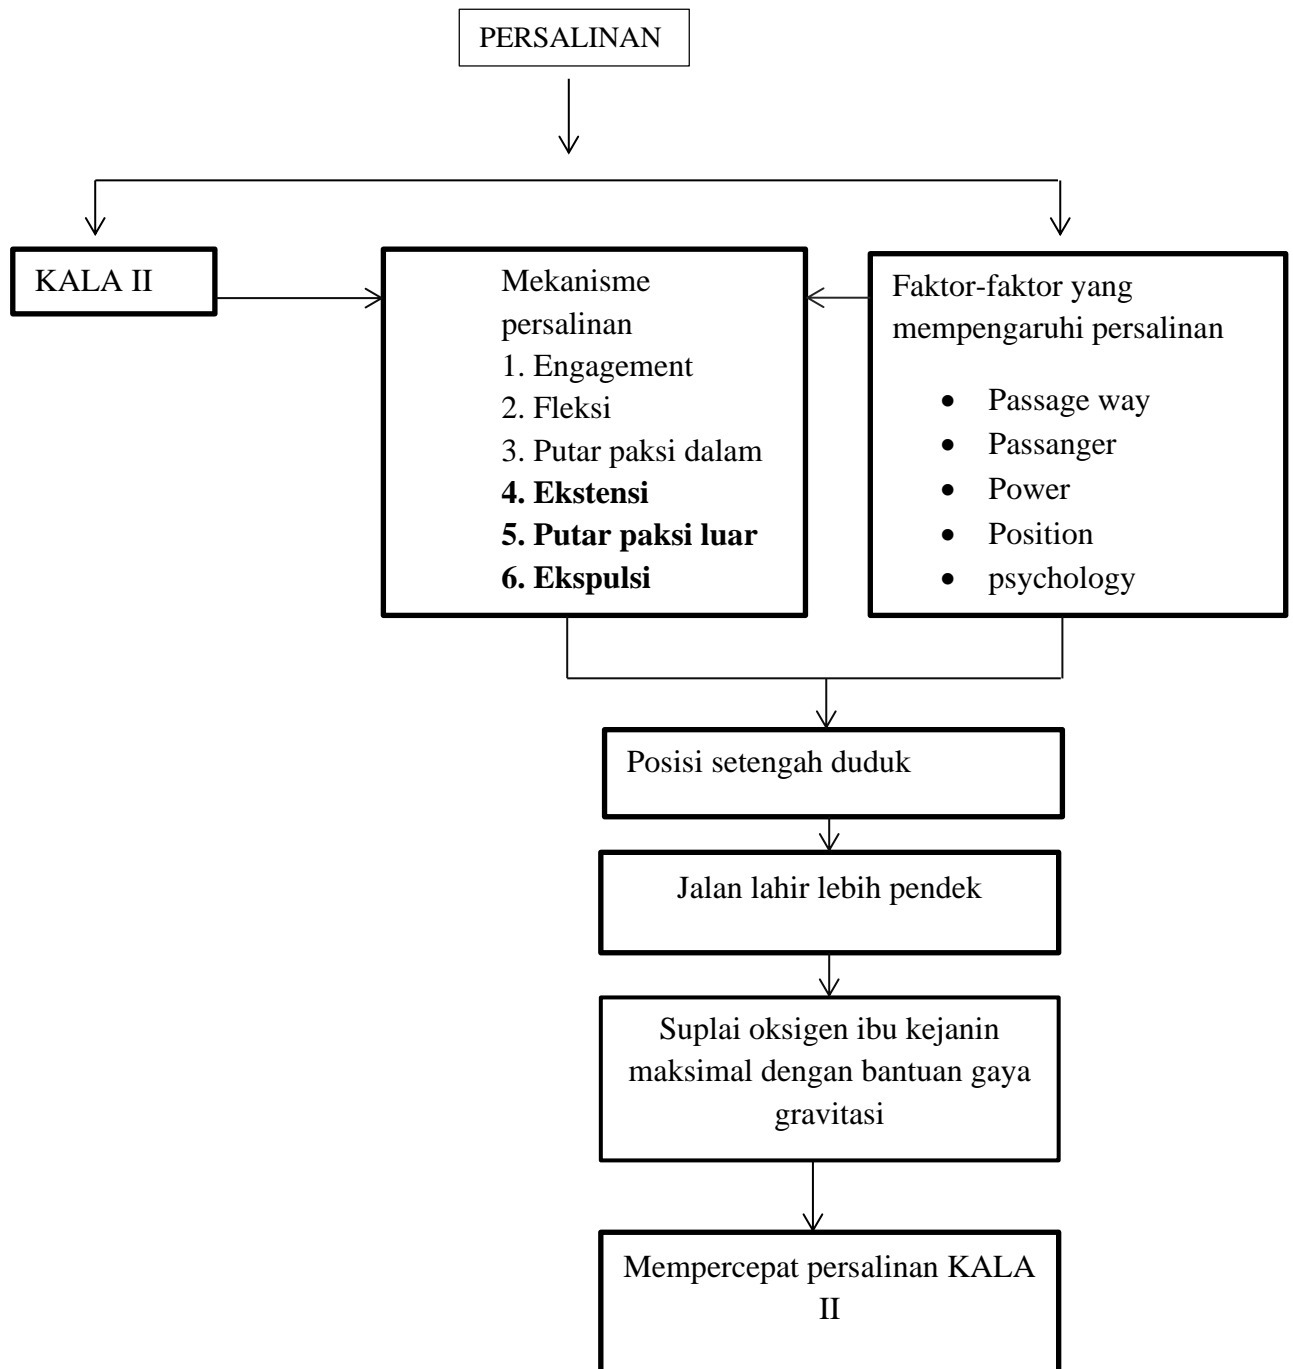 PERSALINAN
KALA II
Mekanisme
persalinan
1. Engagement
2. Fleksi
3. Putar paksi dalam
4. Ekstensi
5. Putar paksi luar
6. Ekspulsi
Faktor-faktor yang
mempengaruhi persalinan
• Passage way
• Passanger
• Power
• Position
• psychology
Posisi setengah duduk
Jalan lahir lebih pendek
Suplai oksigen ibu kejanin
maksimal dengan bantuan gaya
gravitasi
Mempercepat persalinan KALA
II